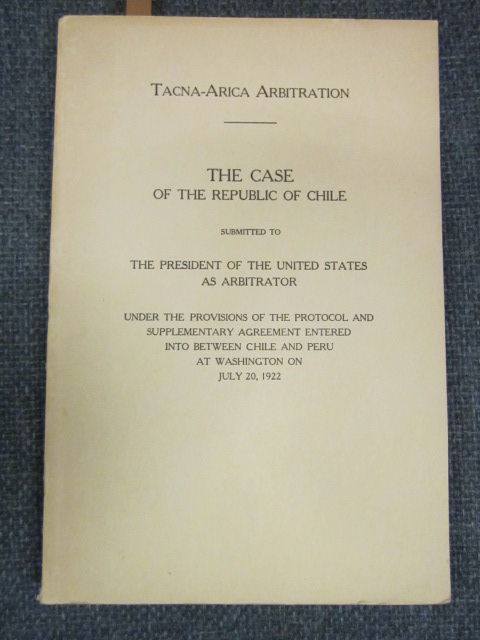 TACNA-ARICA ARBITRATION
THE CASE
OF THE REPUBLIC OF CHILE
SUBMITTED TO
THE PRESIDENT OF THE UNITED STATES
AS ARBITRATOR
UNDER THE PROVISIONS OF THE PROTOCOL AND
SUPPLEMENTARY AGREEMENT ENTERED
INTO BETWEEN CHILE AND PERU
AT WASHINGTON ON
JULY 20, 1922